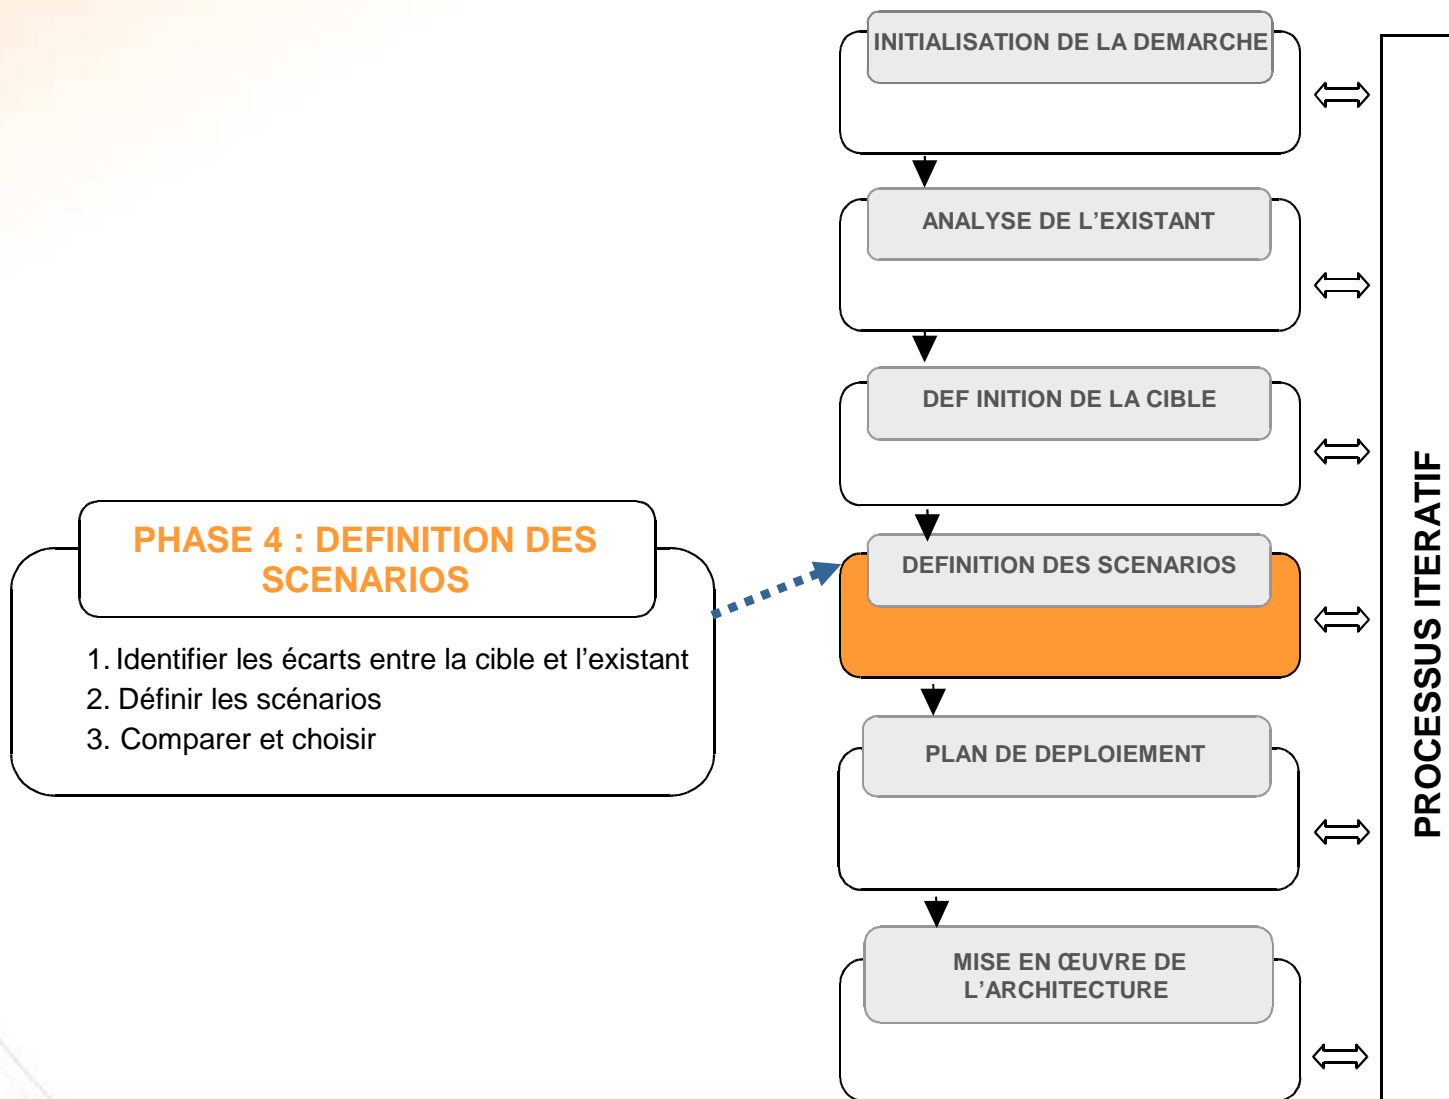 INITIALISATION DE LA DEMARCHE
ANALYSE DE L’EXISTANT
DEF INITION DE LA CIBLE
PHASE 4 : DEFINITION DES
SCENARIOS
1. Identifier les écarts entre la cible et l’existant
2. Définir les scénarios
3. Comparer et choisir
DEFINITION DES SCENARIOS
PLAN DE DEPLOIEMENT
MISE EN ŒUVRE DE
L’ARCHITECTURE
PROCESSUS ITERATIF